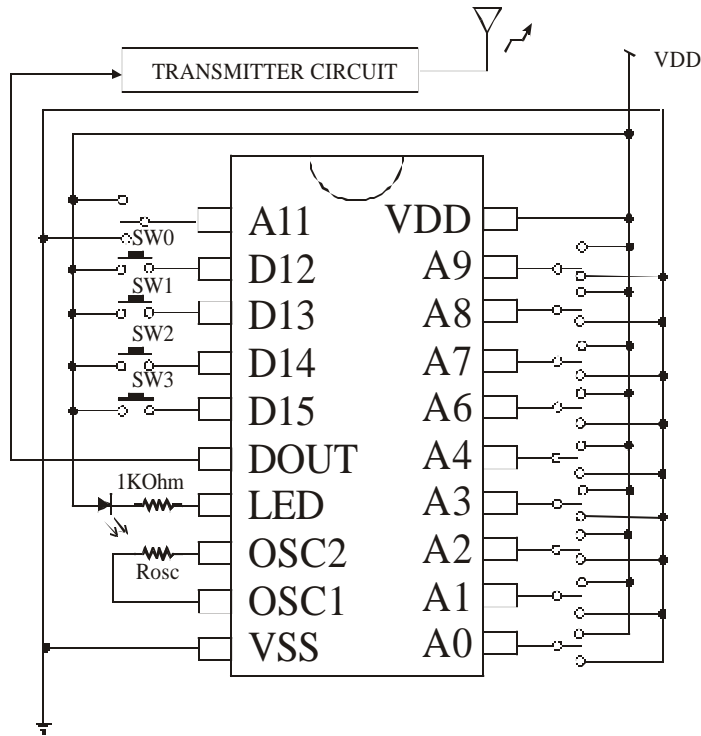 TRANSMITTER CIRCUIT
VDD
A11
VDD
SW0
D12
A9
SW1
D13
A8
SW2
D14
A7
SW3
D15
A6
DOUT
A4
1KOhm
LED
A3
OSC2
A2
Rosc
OSC1
A1
VSS
A0